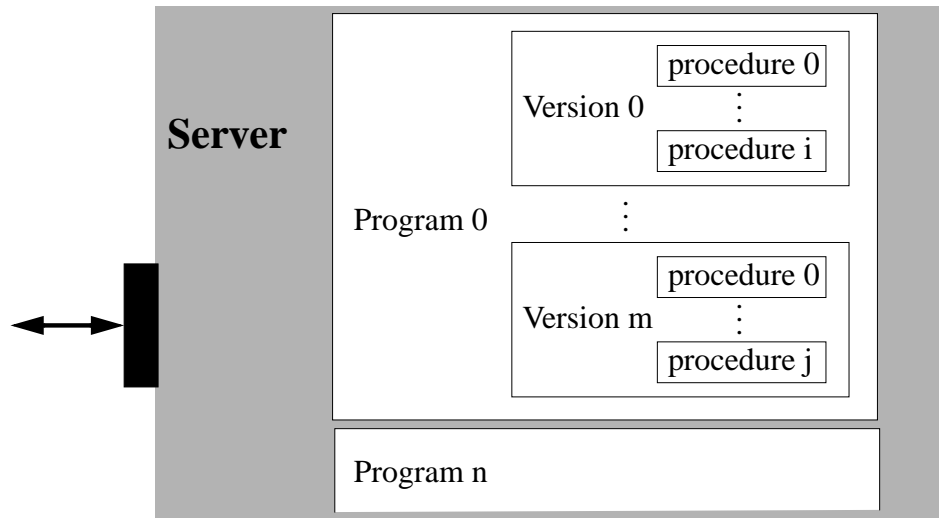 Server
Program 0
Version 0
procedure 0
procedure i
Version m
procedure 0
procedure j
Program n